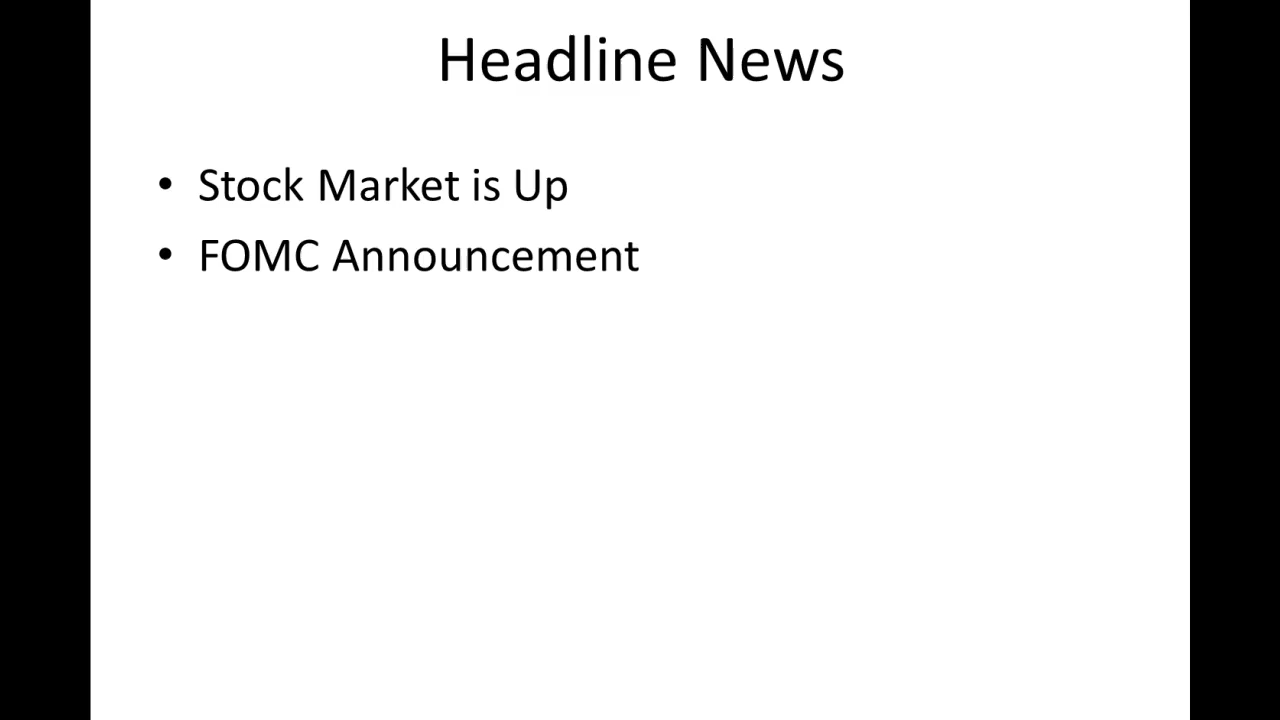 Headline News
• Stock Market is Up
• FOMC Announcement